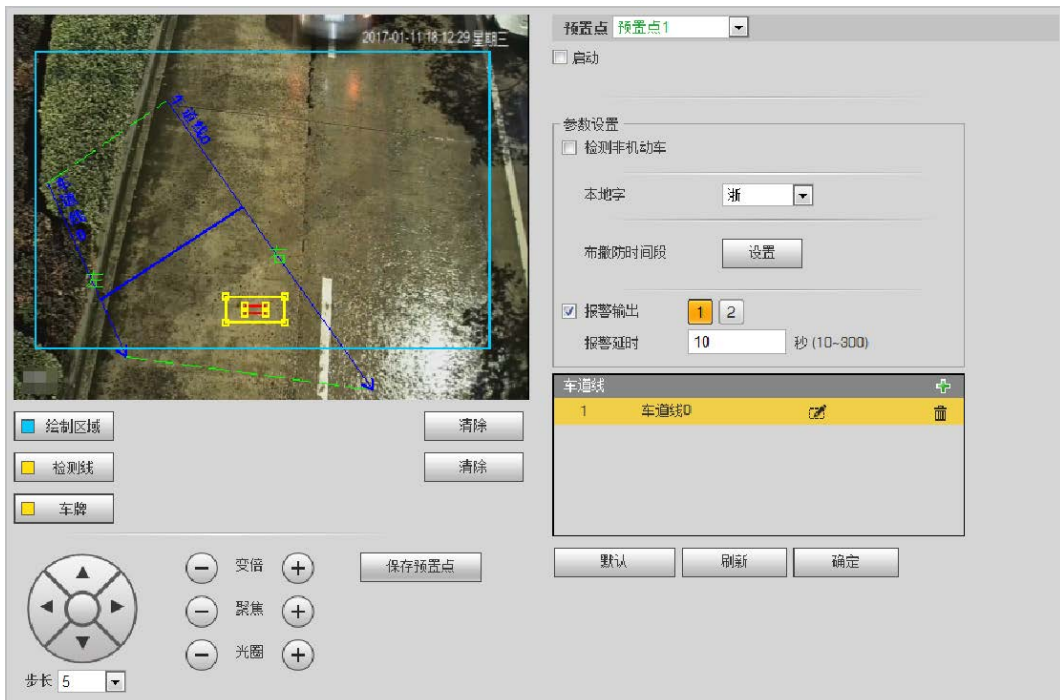 2017-01-11 18:12:29 星期三
车道线0
车道线0
左
右
绘制区域
清除
检测线
清除
车牌
变倍
保存预置点
聚焦
光圈
步长 5
预置点 预置点1
启动
参数设置
检测非机动车
本地字 浙
布撤防时间段 设置
报警输出 1 2
报警延时 10 秒 (10~300)
车道线
1 车道线0
默认 刷新 确定